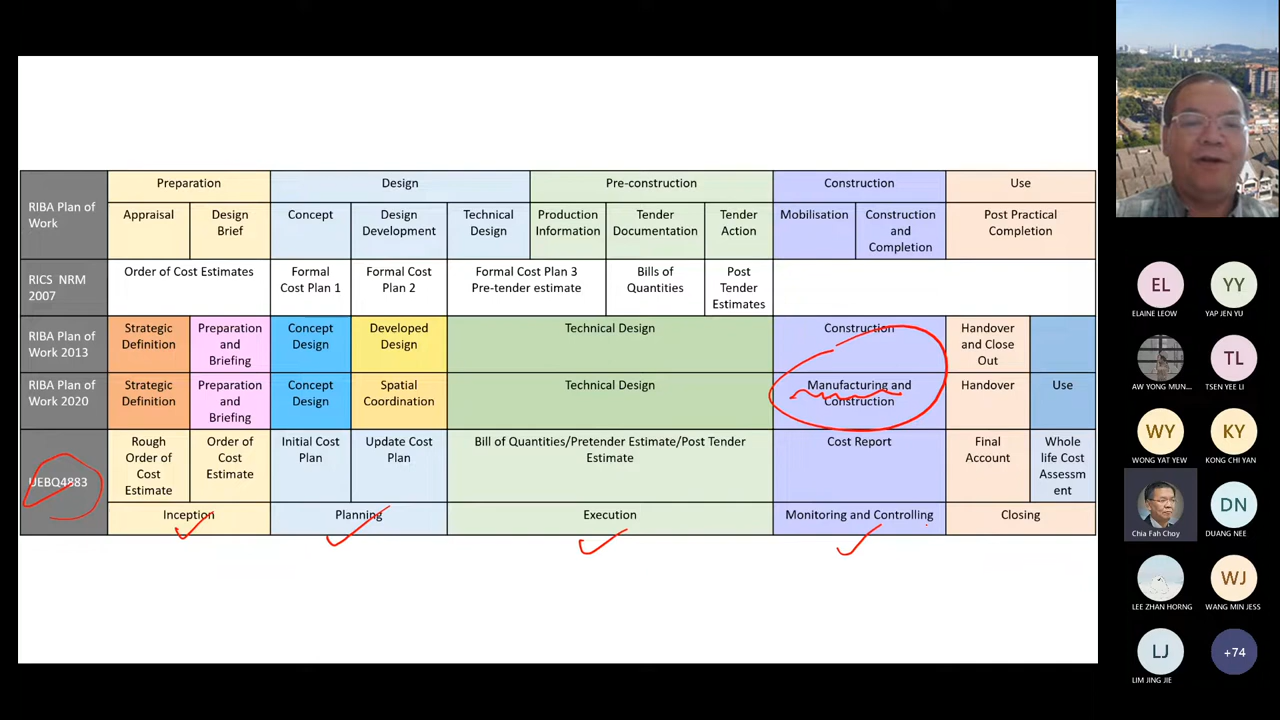 Preparation
Design
Pre-construction
Construction
Use
RIBA Plan of
Work
Appraisal
Design
Brief
Concept
Design
Development
Technical
Design
Production
Information
Tender
Documentation
Tender
Action
Mobilisation
Construction
and
Completion
Post Practical
Completion
RICS NRM
2007
Order of Cost Estimates
Formal
Cost Plan 1
Formal Cost
Plan 2
Formal Cost Plan 3
Pre-tender estimate
Bills of
Quantities
Post
Tender
Estimates
RIBA Plan of
Work 2013
Strategic
Definition
Preparation
and
Briefing
Concept
Design
Developed
Design
Technical Design
Construction
Handover
and Close
Out
RIBA Plan of
Work 2020
Strategic
Definition
Preparation
and
Briefing
Concept
Design
Spatial
Coordination
Technical Design
Manufacturing and
Construction
Handover
Use
UEBQ4883
Rough
Order of
Cost
Estimate
Order of
Cost
Estimate
Initial Cost
Plan
Update Cost
Plan
Bill of Quantities/Pretender Estimate/Post Tender
Estimate
Cost Report
Final
Account
Whole
life Cost
Assessm
ent
Inception
Planning
Execution
Monitoring and Controlling
Closing
EL
ELAINE LEOW
YY
YAP JEN YU
AW YONG MUN...
TL
TSEN YEE LI
WY
WONG YAT YEW
KY
KONG CHI YAN
Chia Fah Choy
DN
DUANG NEE
LEE ZHAN HORNG
WJ
WANG MIN JESS
LJ
LIM JING JIE
+74